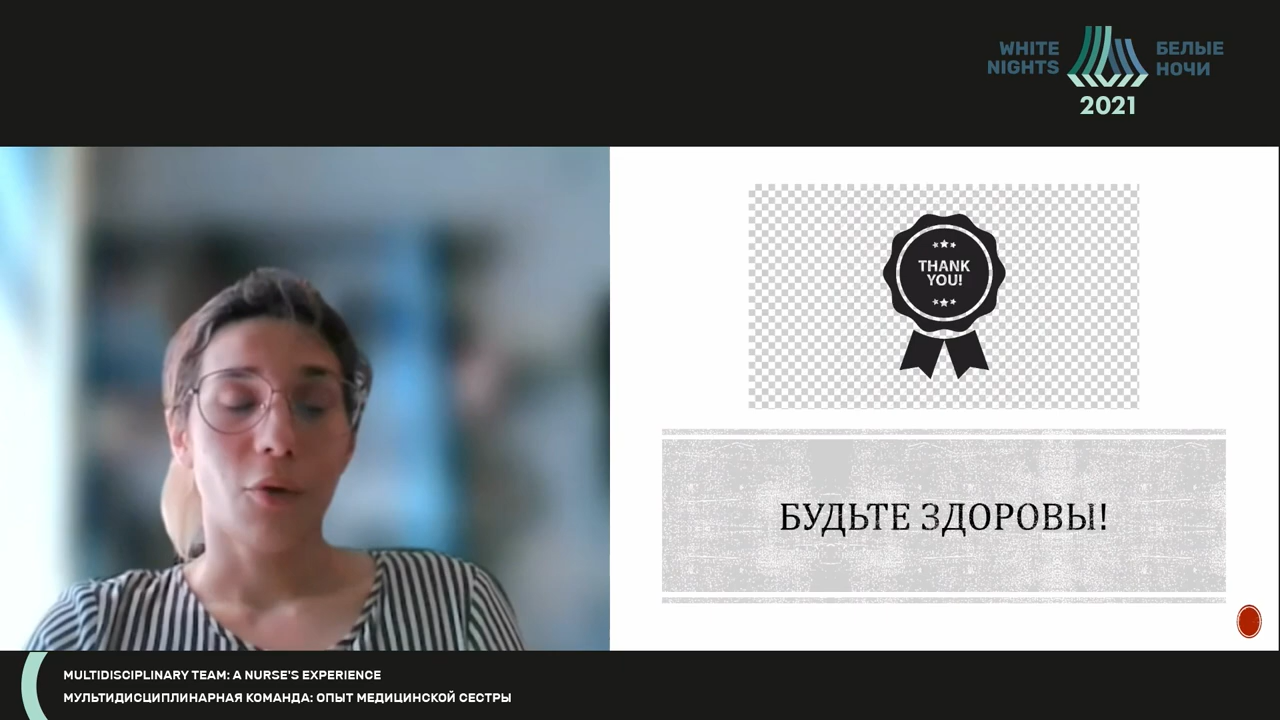 WHITE БЕЛЫЕ
NIGHTS НОЧИ
2021
THANK
YOU!
БУДЬТЕ ЗДОРОВЫ!
MULTIDISCIPLINARY TEAM: A NURSE'S EXPERIENCE
МУЛЬТИДИСЦИПЛИНАРНАЯ КОМАНДА: ОПЫТ МЕДИЦИНСКОЙ СЕСТРЫ